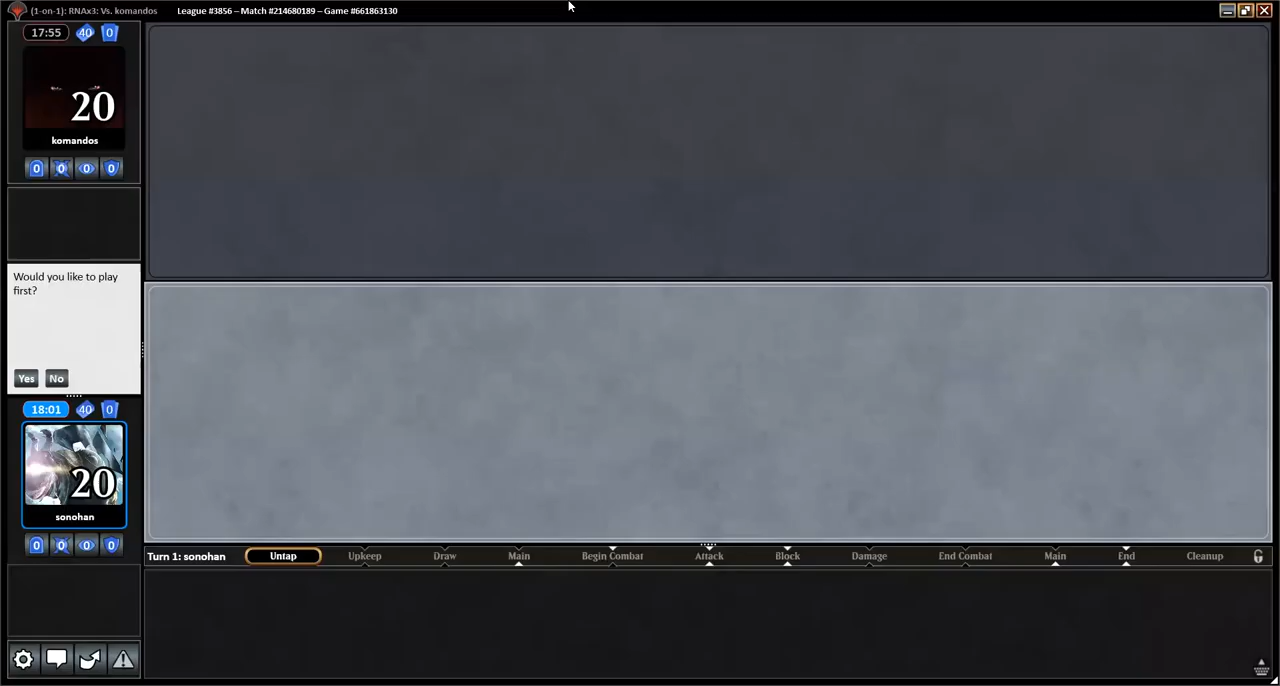 (1-on-1): RNAx3: Vs. komandos League #3856 – Match #214680189 – Game #661863130
17:55 40 0
20
komandos
0 0 0 0
Would you like to play
first?
Yes No
18:01 40 0
20
sonohan
0 0 0 0
Turn 1: sonohan Untap Upkeep Draw Main Begin Combat Attack Block Damage End Combat Main End Cleanup